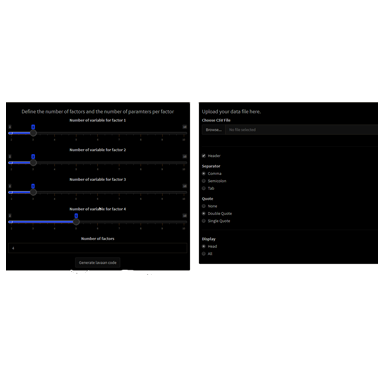 Define the number of factors and the number of paramters per factor
Number of variable for factor 1
Number of variable for factor 2
Number of variable for factor 3
Number of variable for factor 4
Number of factors
4
Generate lavaan code
Upload your data file here.
Choose CSV File
Browse... No file selected
Header
Separator
Comma
Semicolon
Tab
Quote
None
Double Quote
Single Quote
Display
Head
All